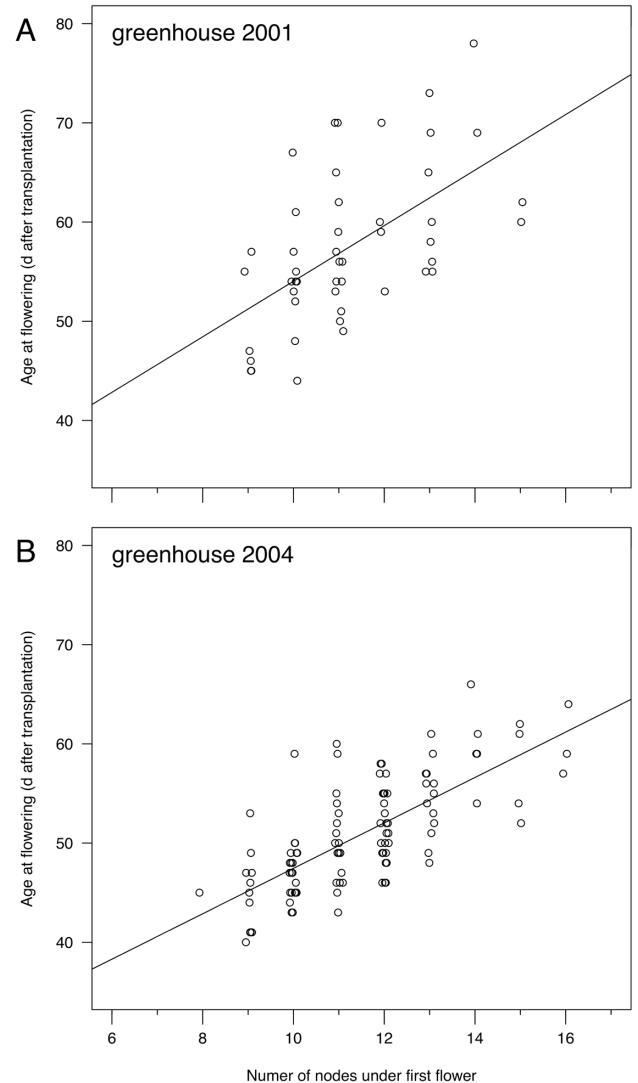 A
greenhouse 2001
80
70
60
50
40
Age at flowering (d after transplantation)
B
greenhouse 2004
80
70
60
50
40
Age at flowering (d after transplantation)
6 8 10 12 14 16
Numer of nodes under first flower